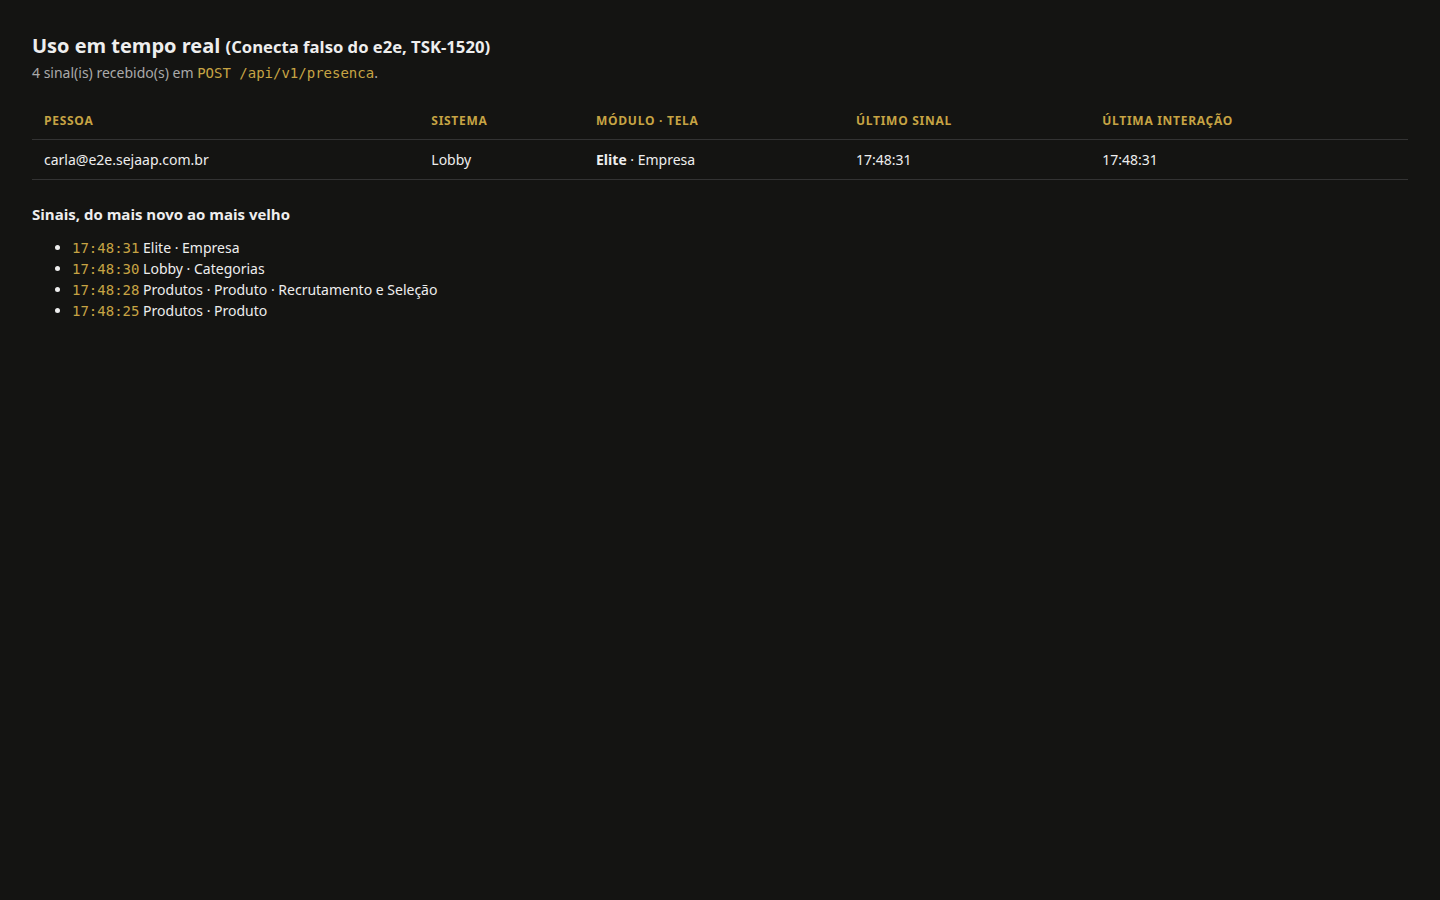 Uso em tempo real (Conecta falso do e2e, TSK-1520)
4 sinal(is) recebido(s) em POST /api/v1/presenca.
PESSOA SISTEMA MÓDULO · TELA ÚLTIMO SINAL ÚLTIMA INTERAÇÃO
carla@e2e.sejaap.com.br Lobby Elite · Empresa 17:48:31 17:48:31
Sinais, do mais novo ao mais velho
17:48:31 Elite · Empresa
17:48:30 Lobby · Categorias
17:48:28 Produtos · Produto · Recrutamento e Seleção
17:48:25 Produtos · Produto